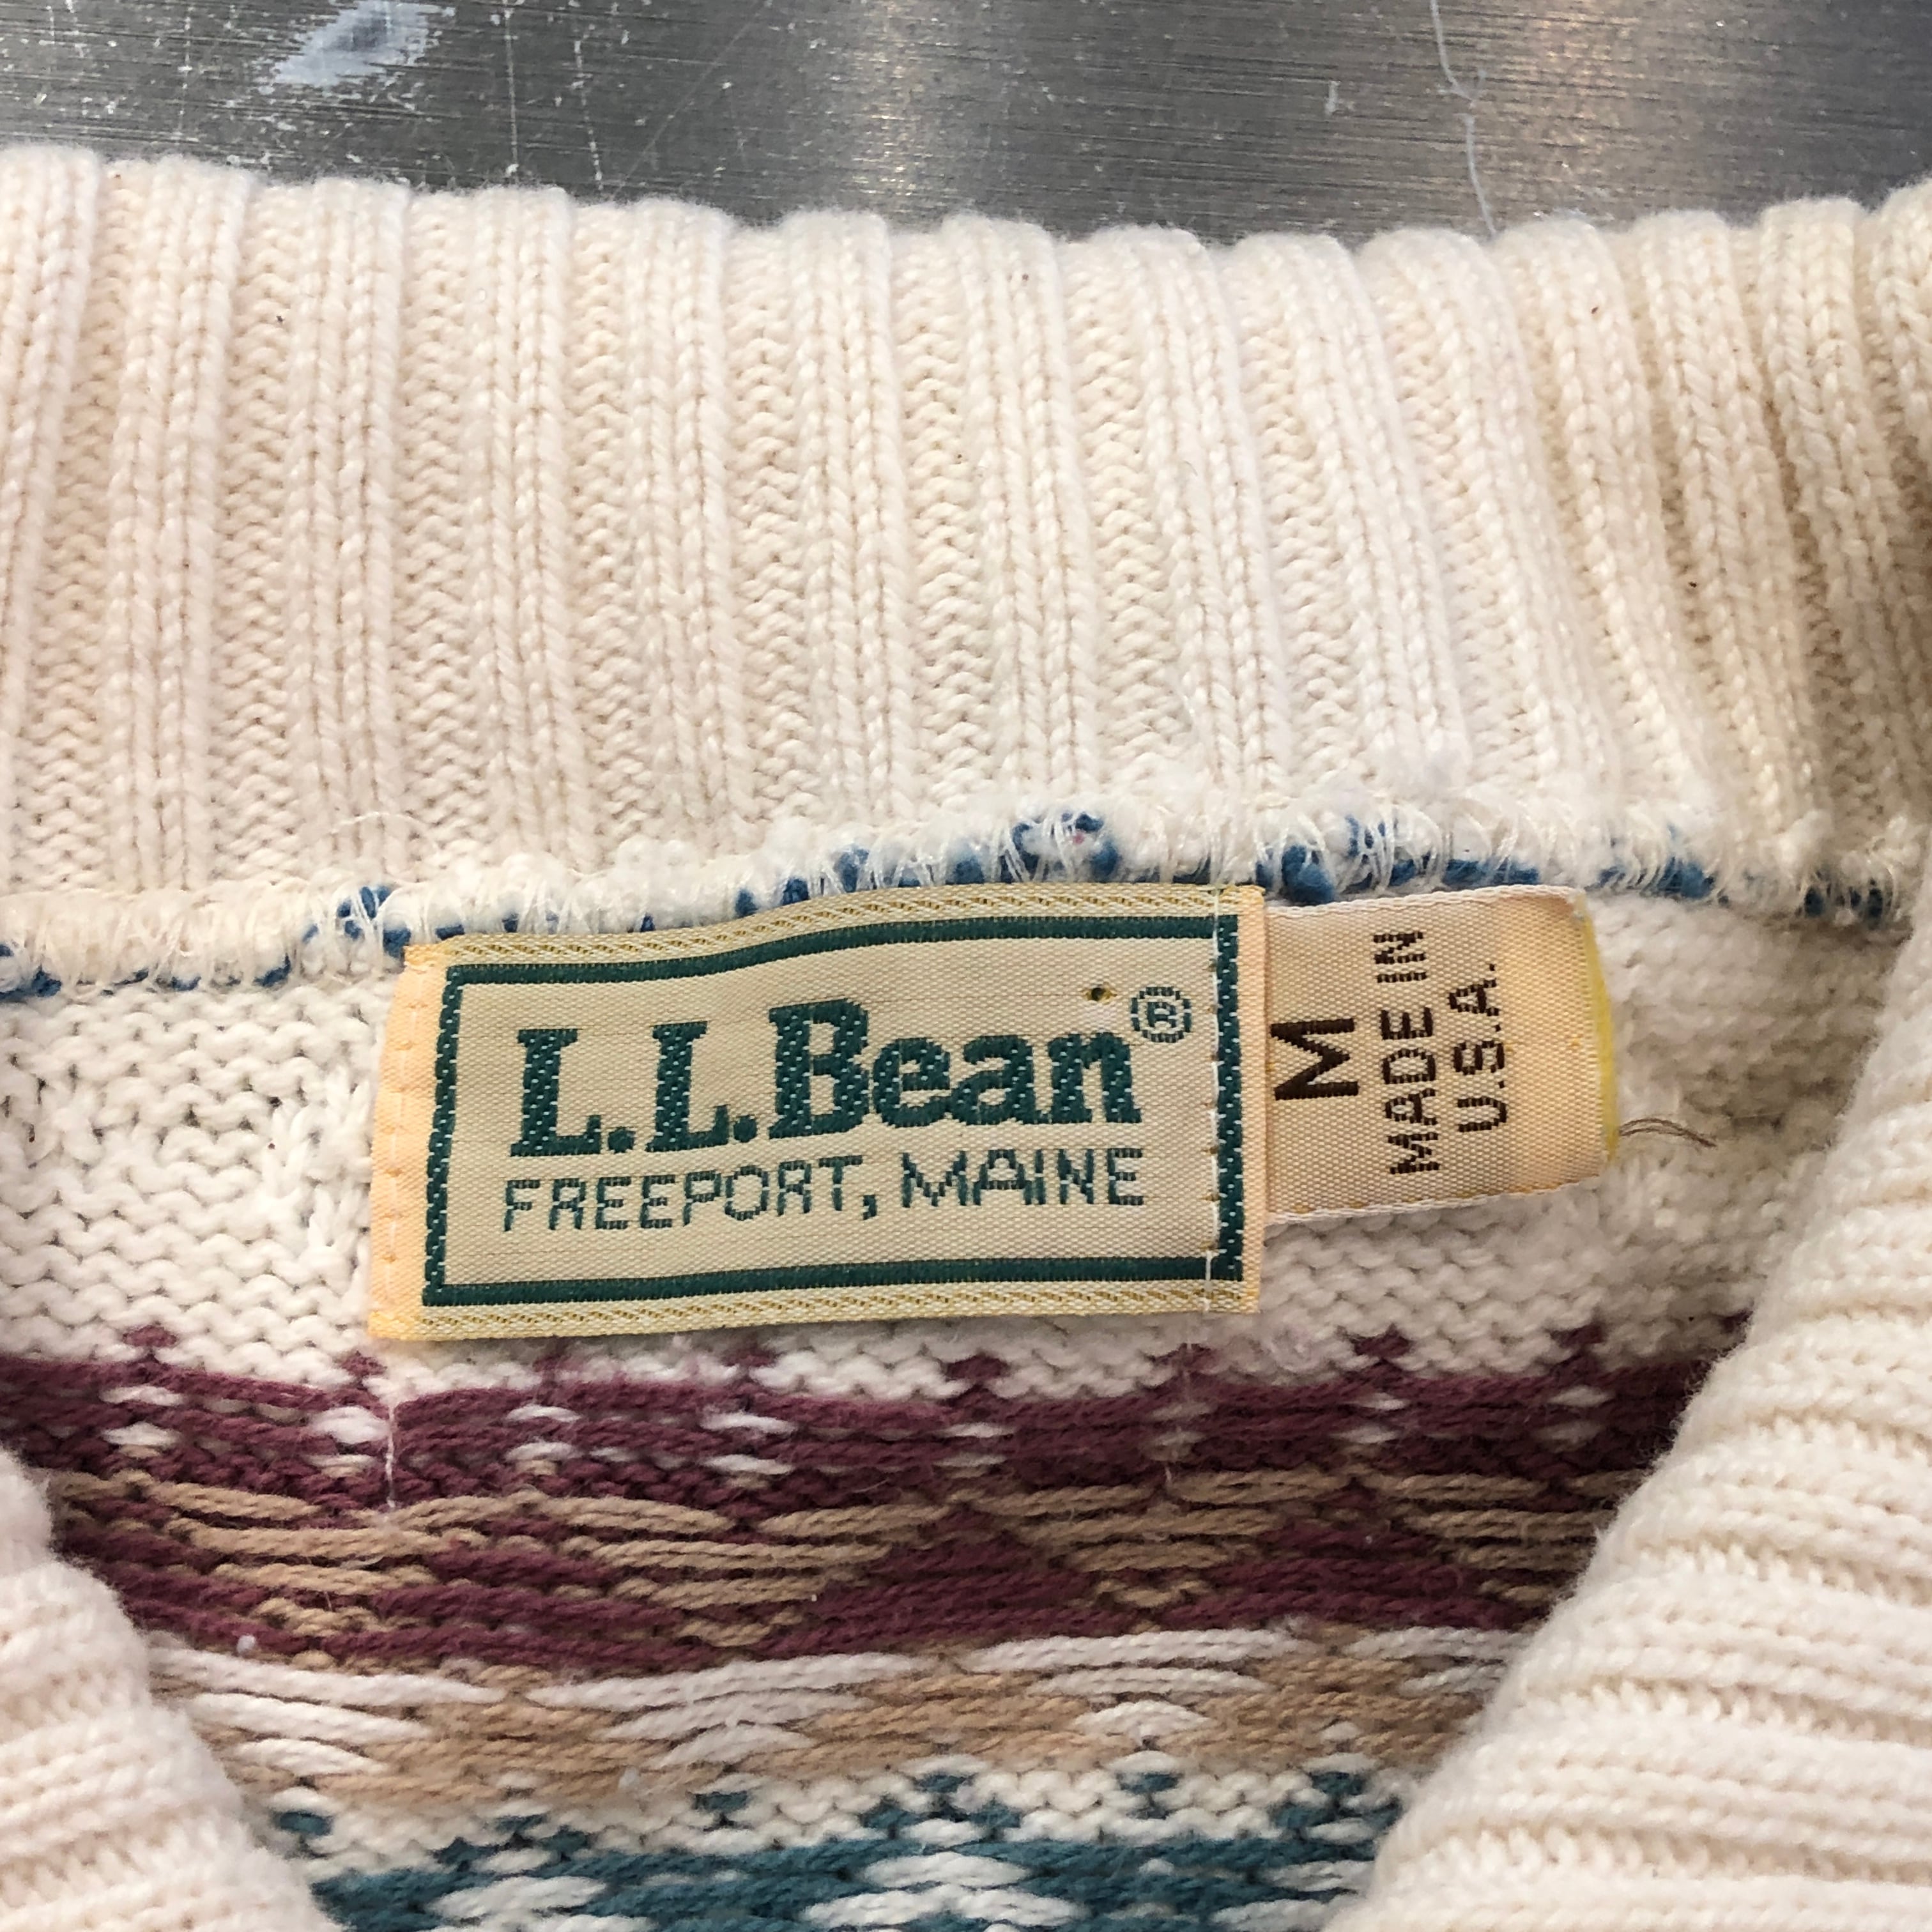 L.L.Bean®
FREEPORT, MAINE
M
MADE IN
U.S.A.